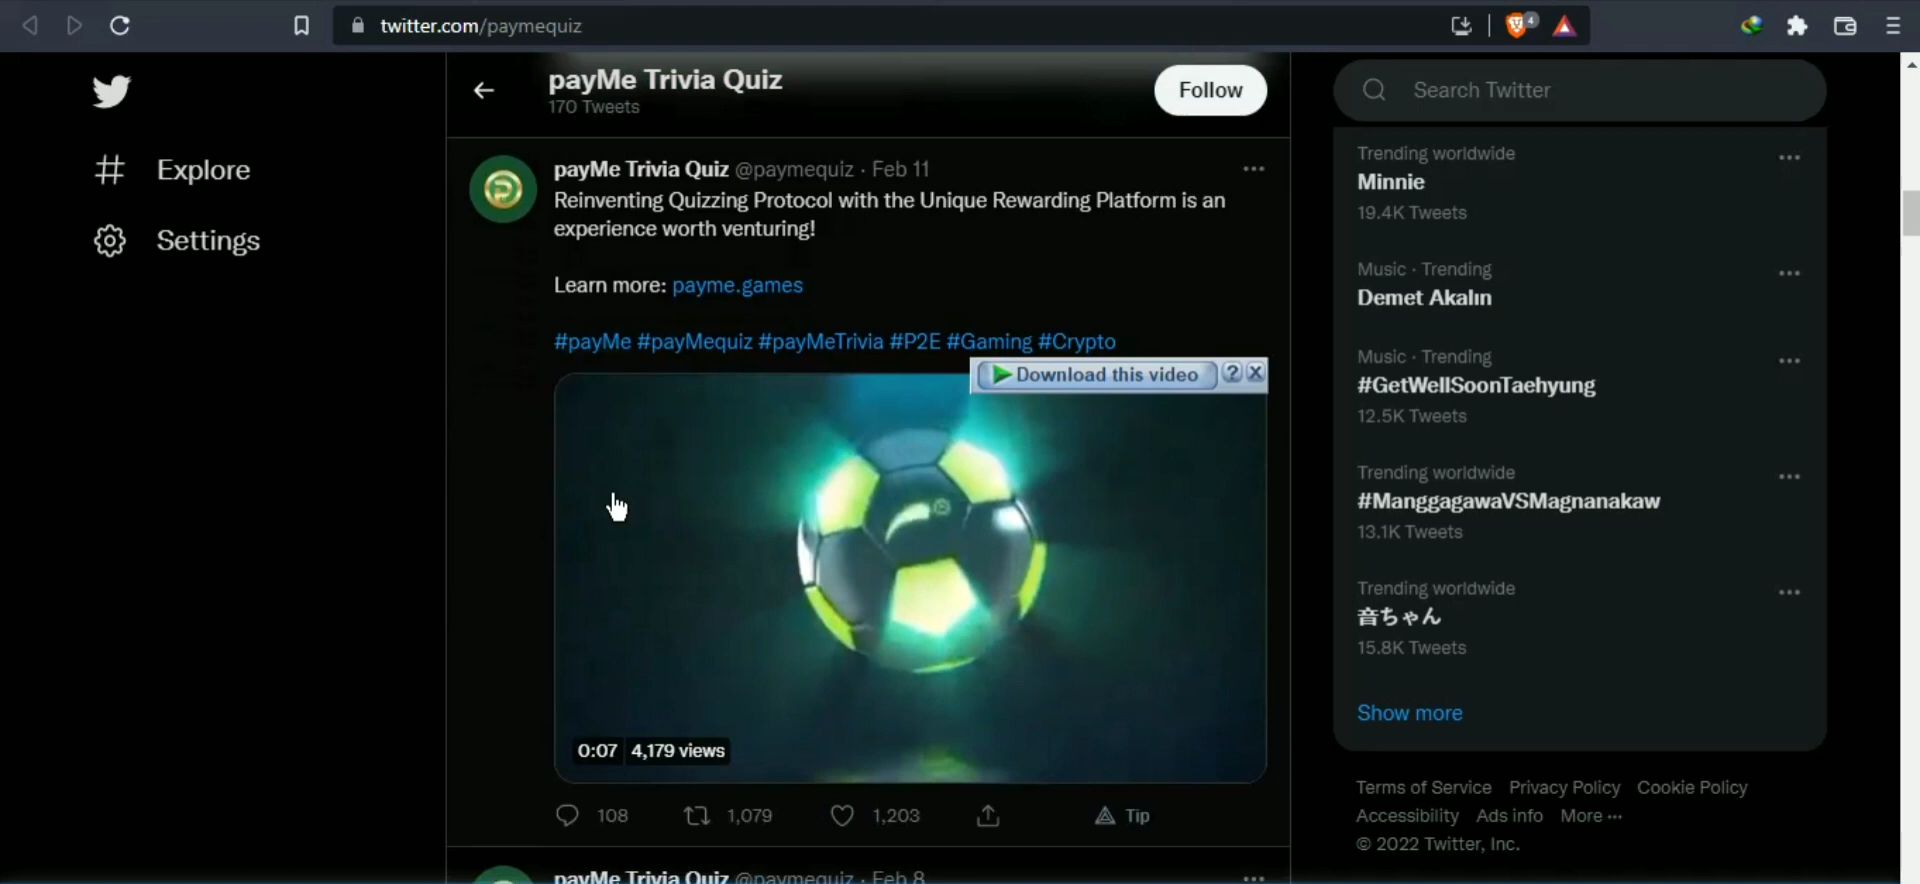 twitter.com/paymequiz
4
payMe Trivia Quiz
170 Tweets
Follow
Explore
Settings
payMe Trivia Quiz @paymequiz · Feb 11
Reinventing Quizzing Protocol with the Unique Rewarding Platform is an
experience worth venturing!
Learn more: payme.games
#payMe #payMequiz #payMeTrivia #P2E #Gaming #Crypto
Download this video
0:07 4,179 views
108 1,079 1,203 Tip
payMe Trivia Quiz @paymequiz · Feb 8
Search Twitter
Trending worldwide
Minnie
19.4K Tweets
Music · Trending
Demet Akalın
Music · Trending
#GetWellSoonTaehyung
12.5K Tweets
Trending worldwide
#ManggagawaVSMagnanakaw
13.1K Tweets
Trending worldwide
音ちゃん
15.8K Tweets
Show more
Terms of Service Privacy Policy Cookie Policy
Accessibility Ads info More ···
© 2022 Twitter, Inc.